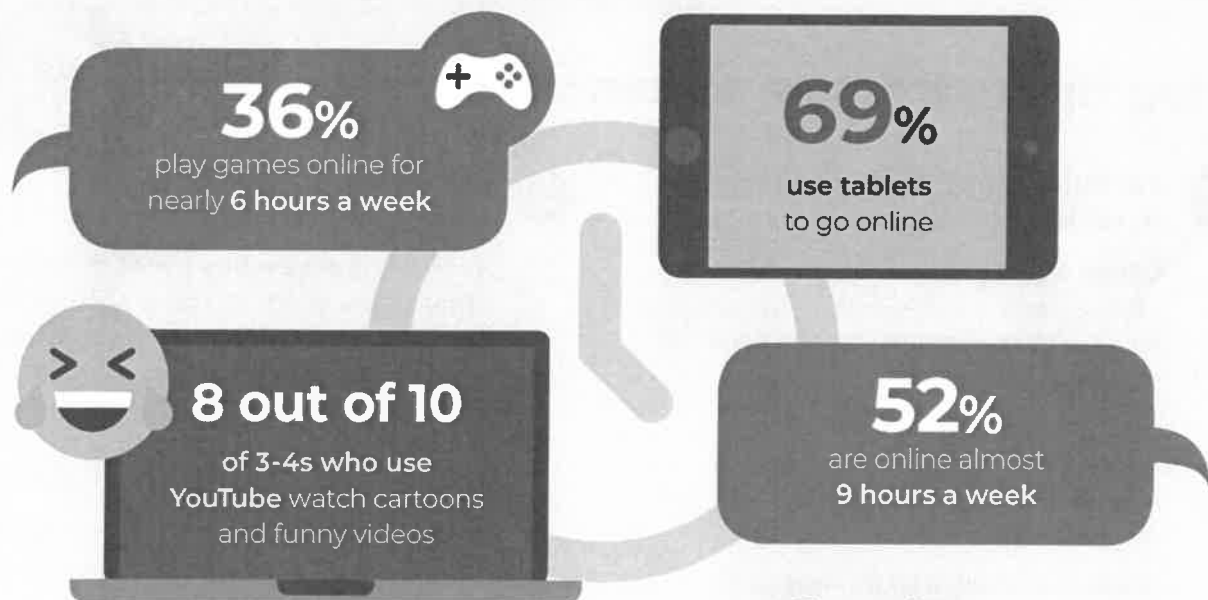 36%
play games online for
nearly 6 hours a week
69%
use tablets
to go online
8 out of 10
of 3-4s who use
YouTube watch cartoons
and funny videos
52%
are online almost
9 hours a week